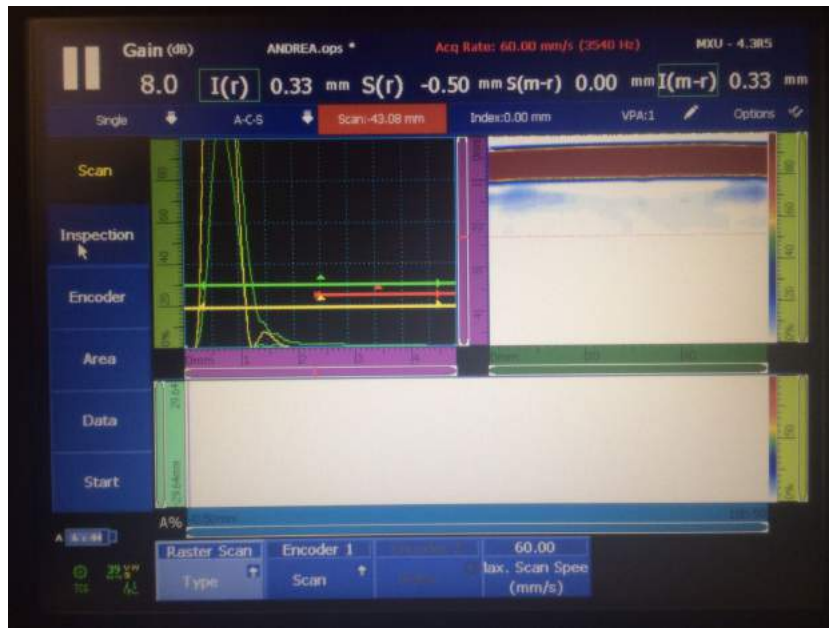 Gain (dB) ANDREA.ops * Acq Rate: 60.00 mm/s (3540 Hz) MXU - 4.3R5
8.0 I(r) 0.33 mm S(r) -0.50 mm S(m-r) 0.00 mm I(m-r) 0.33 mm
Single A-C-S Scan:-43.08 mm Index:0.00 mm VPA:1 Options
Scan
Inspection
Encoder
Area
Data
Start
A%
A
Raster Scan Encoder 1 60.00
Type Scan Max. Scan Spee
(mm/s)